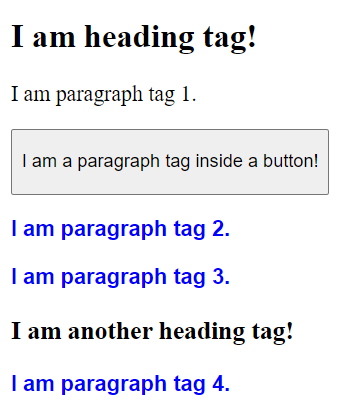 I am heading tag!
I am paragraph tag 1.
I am a paragraph tag inside a button!
I am paragraph tag 2.
I am paragraph tag 3.
I am another heading tag!
I am paragraph tag 4.